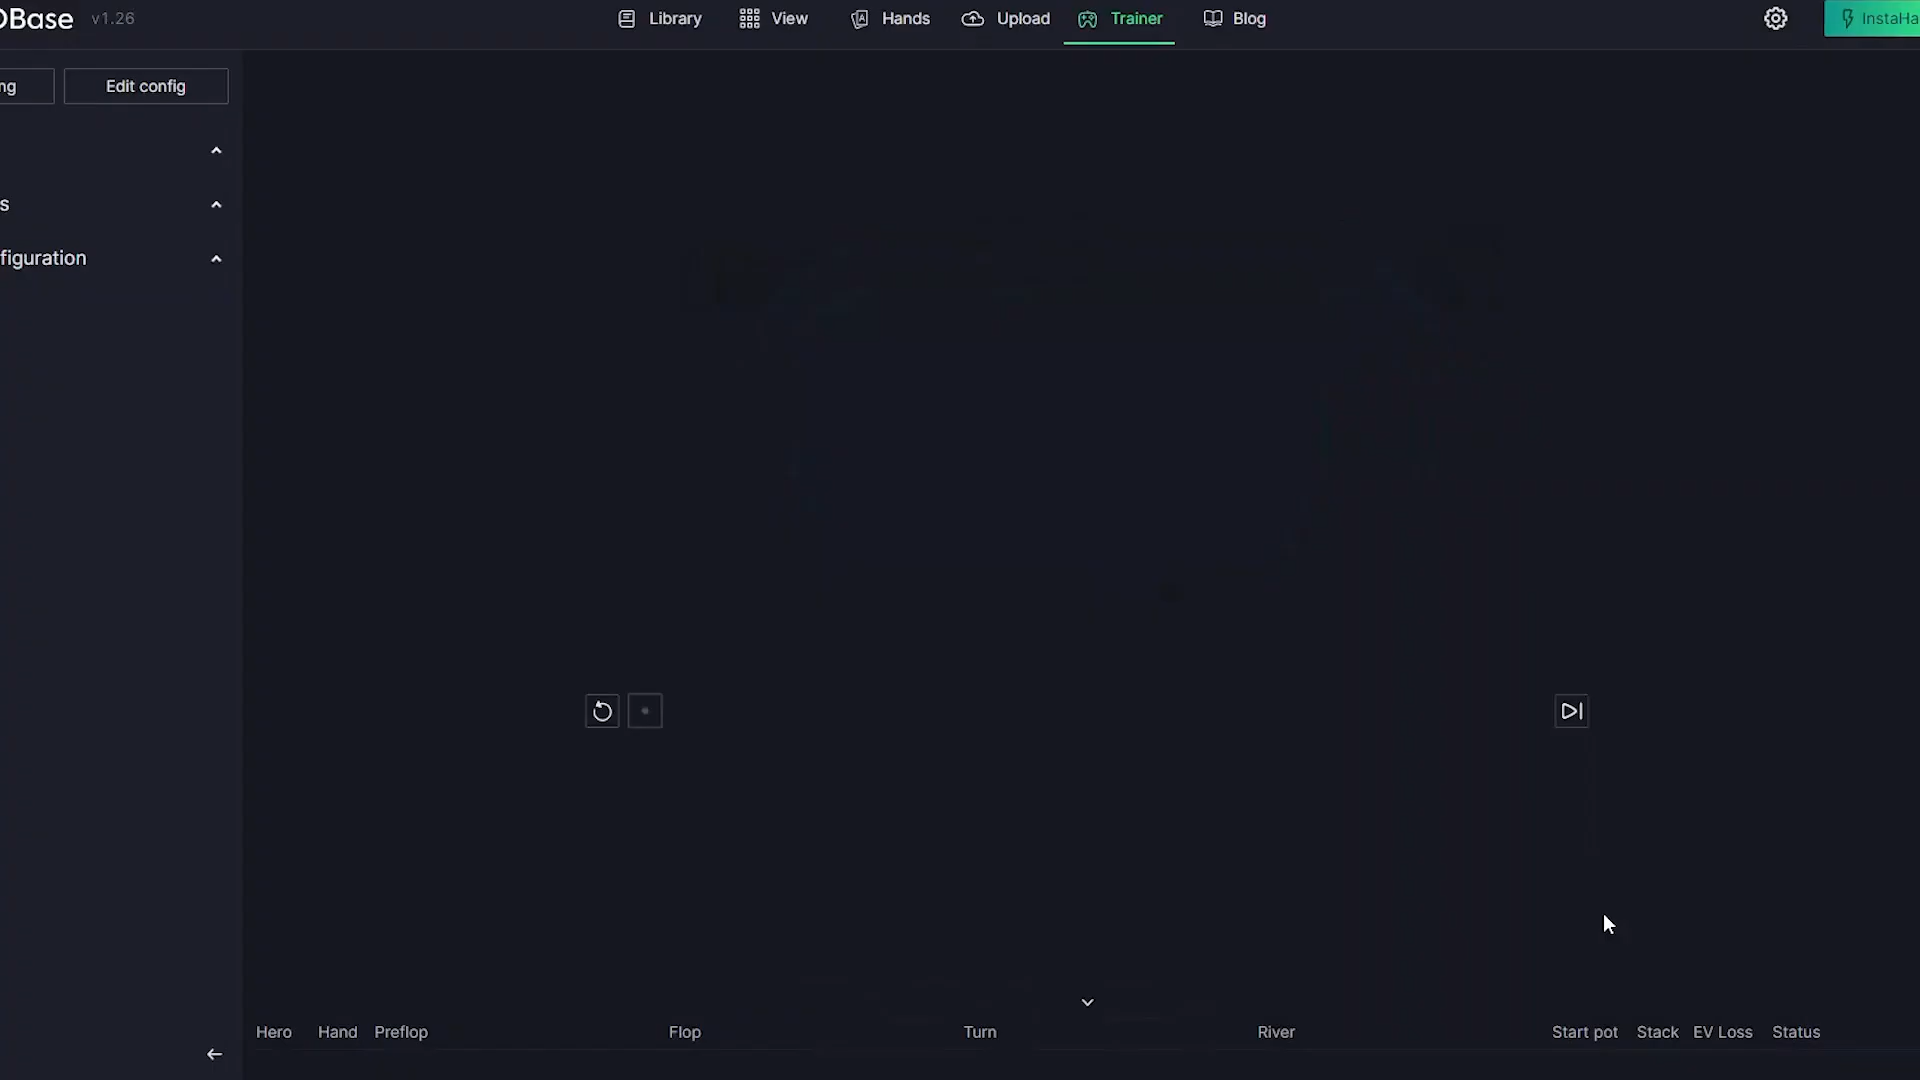 Base v1.26
Library
View
Hands
Upload
Trainer
Blog
InstaHa
ng
Edit config
s
figuration
Hero Hand Preflop Flop Turn River Start pot Stack EV Loss Status